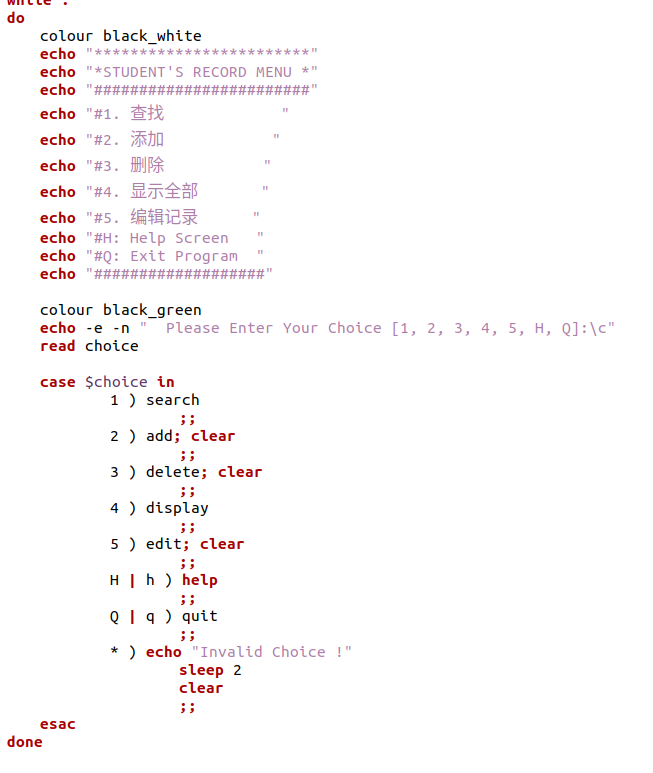 while :
do
colour black_white
echo "************************"
echo "*STUDENT'S RECORD MENU *"
echo "########################"
echo "#1. 查找             "
echo "#2. 添加            "
echo "#3. 删除           "
echo "#4. 显示全部       "
echo "#5. 编辑记录      "
echo "#H: Help Screen   "
echo "#Q: Exit Program  "
echo "###################"
colour black_green
echo -e -n "  Please Enter Your Choice [1, 2, 3, 4, 5, H, Q]:\c"
read choice
case $choice in
1 ) search
;;
2 ) add; clear
;;
3 ) delete; clear
;;
4 ) display
;;
5 ) edit; clear
;;
H | h ) help
;;
Q | q ) quit
;;
* ) echo "Invalid Choice !"
sleep 2
clear
;;
esac
done